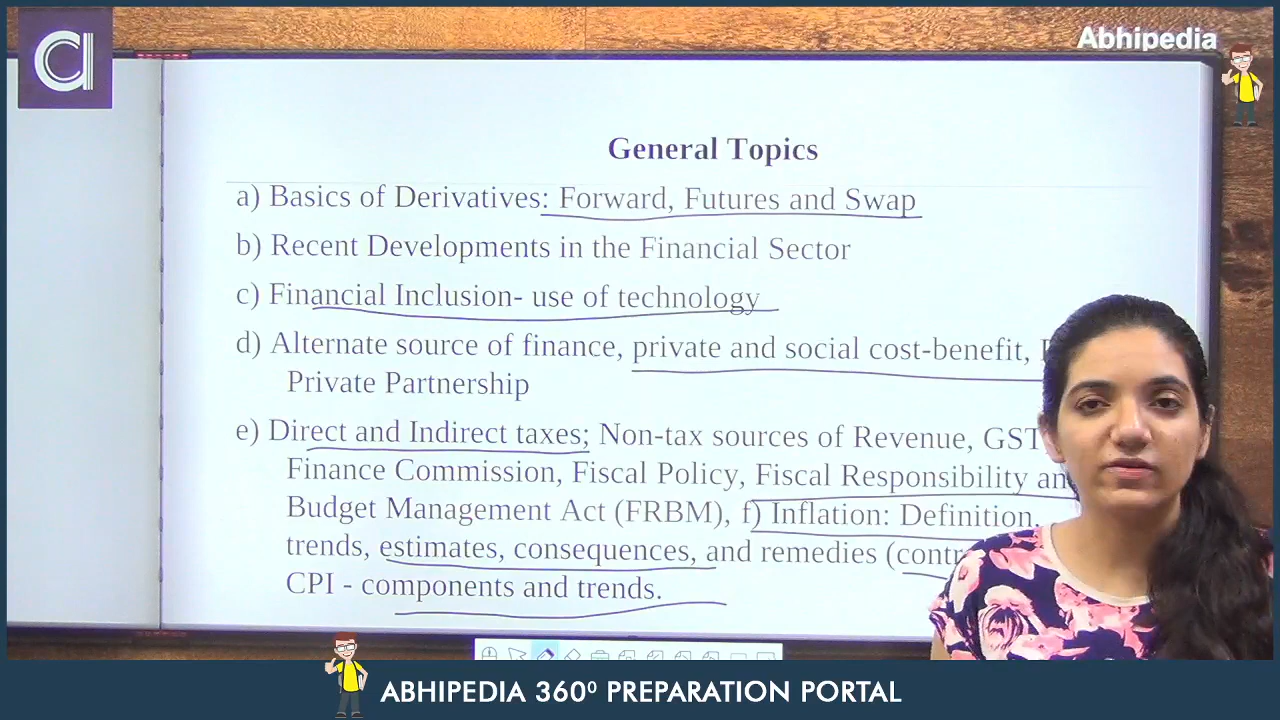 Abhipedia
General Topics
a) Basics of Derivatives: Forward, Futures and Swap
b) Recent Developments in the Financial Sector
c) Financial Inclusion- use of technology
d) Alternate source of finance, private and social cost-benefit,
Private Partnership
e) Direct and Indirect taxes; Non-tax sources of Revenue, GST
Finance Commission, Fiscal Policy, Fiscal Responsibility
Budget Management Act (FRBM), f) Inflation: Definition,
trends, estimates, consequences, and remedies
CPI - components and trends.
ABHIPEDIA 360⁰ PREPARATION PORTAL